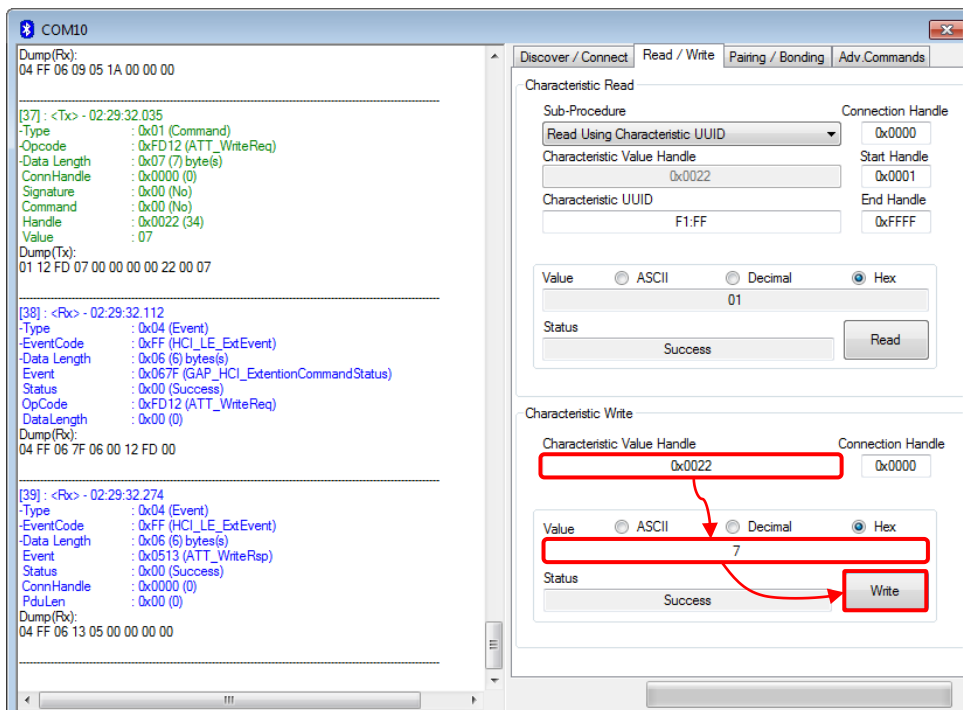 COM10
Dump(Rx):
04 FF 06 09 05 1A 00 00 00
[37] : <Tx> - 02:29:32.035
-Type : 0x01 (Command)
-Opcode : 0xFD12 (ATT_WriteReq)
-Data Length : 0x07 (7) byte(s)
ConnHandle : 0x0000 (0)
Signature : 0x00 (No)
Command : 0x00 (No)
Handle : 0x0022 (34)
Value : 07
Dump(Tx):
01 12 FD 07 00 00 00 00 22 00 07
[38] : <Rx> - 02:29:32.112
-Type : 0x04 (Event)
-EventCode : 0xFF (HCI_LE_ExtEvent)
-Data Length : 0x06 (6) bytes(s)
Event : 0x067F (GAP_HCI_ExtentionCommandStatus)
Status : 0x00 (Success)
OpCode : 0xFD12 (ATT_WriteReq)
DataLength : 0x00 (0)
Dump(Rx):
04 FF 06 7F 06 00 12 FD 00
[39] : <Rx> - 02:29:32.274
-Type : 0x04 (Event)
-EventCode : 0xFF (HCI_LE_ExtEvent)
-Data Length : 0x06 (6) bytes(s)
Event : 0x0513 (ATT_WriteRsp)
Status : 0x00 (Success)
ConnHandle : 0x0000 (0)
PduLen : 0x00 (0)
Dump(Rx):
04 FF 06 13 05 00 00 00 00
Discover / Connect Read / Write Pairing / Bonding Adv.Commands
Characteristic Read
Sub-Procedure Connection Handle
Read Using Characteristic UUID 0x0000
Characteristic Value Handle Start Handle
0x0022 0x0001
Characteristic UUID End Handle
F1:FF 0xFFFF
Value ASCII Decimal Hex
01
Status
Success Read
Characteristic Write
Characteristic Value Handle Connection Handle
0x0022 0x0000
Value ASCII Decimal Hex
7
Status
Success Write